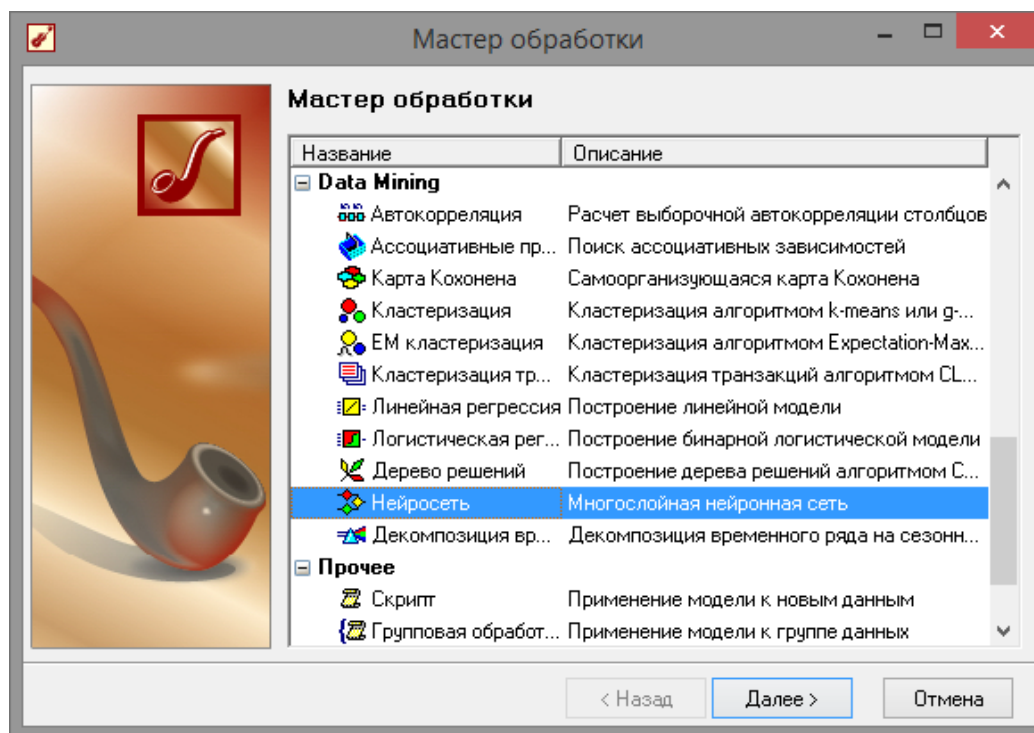 Мастер обработки
Мастер обработки
Название Описание
Data Mining
Автокорреляция Расчет выборочной автокорреляции столбцов
Ассоциативные пр... Поиск ассоциативных зависимостей
Карта Кохонена Самоорганизующаяся карта Кохонена
Кластеризация Кластеризация алгоритмом k-means или g-...
EM кластеризация Кластеризация алгоритмом Expectation-Max...
Кластеризация тр... Кластеризация транзакций алгоритмом CL...
Линейная регрессия Построение линейной модели
Логистическая рег... Построение бинарной логистической модели
Дерево решений Построение дерева решений алгоритмом C...
Нейросеть Многослойная нейронная сеть
Декомпозиция вр... Декомпозиция временного ряда на сезонн...
Прочее
Скрипт Применение модели к новым данным
Групповая обработ... Применение модели к группе данных
< Назад Далее > Отмена